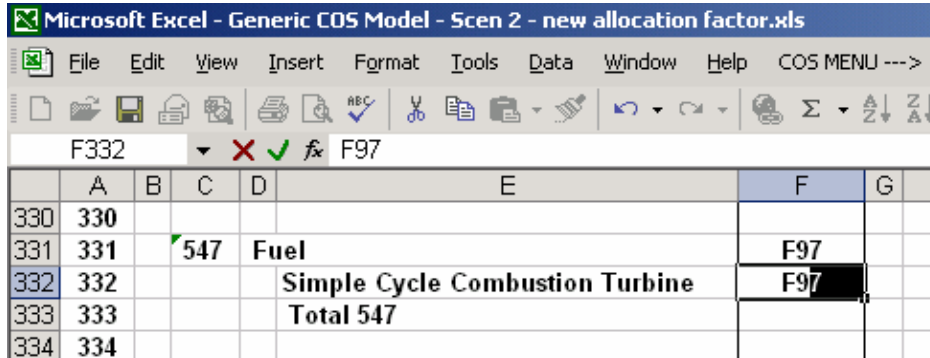 Microsoft Excel - Generic COS Model - Scen 2 - new allocation factor.xls
File Edit View Insert Format Tools Data Window Help COS MENU --->
ABC Σ A Z Z A
F332 fx F97
A B C D E F G
330 330
331 331 547 Fuel F97
332 332 Simple Cycle Combustion Turbine F97
333 333 Total 547
334 334